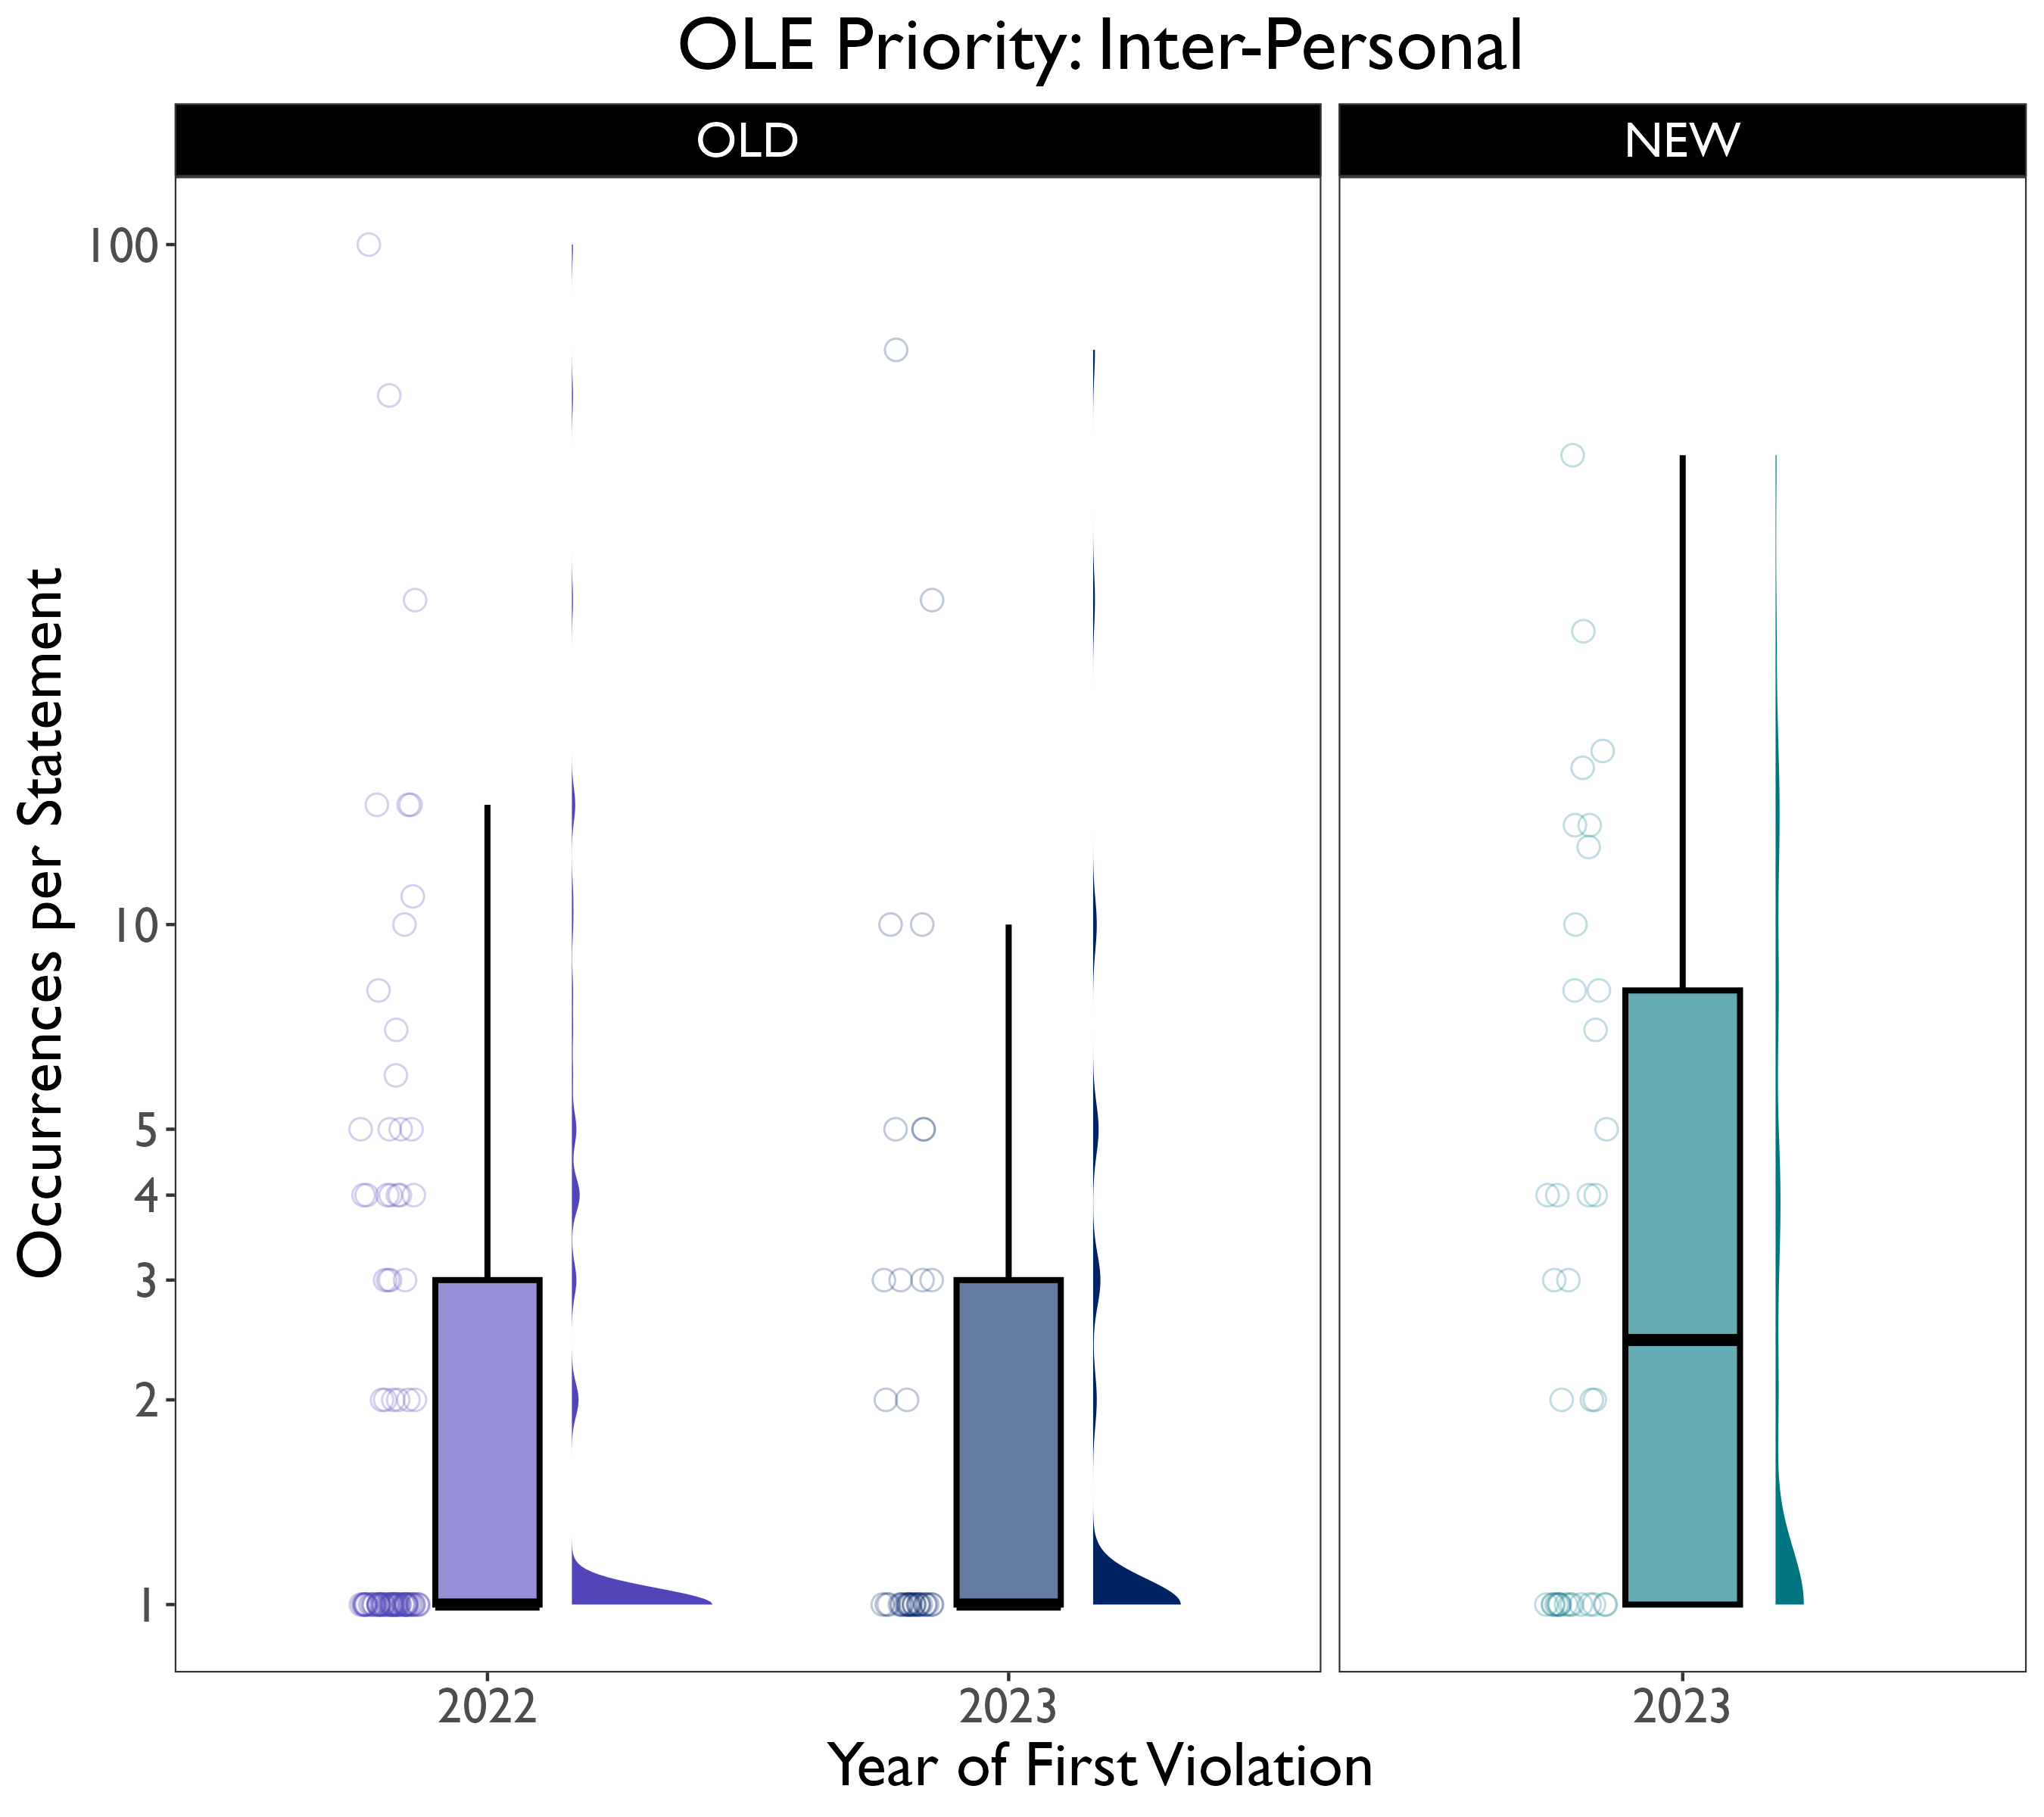 OLE Priority: Inter-Personal
OLD
NEW
Occurrences per Statement
100
10
5
4
3
2
1
2022
2023
2023
Year of First Violation